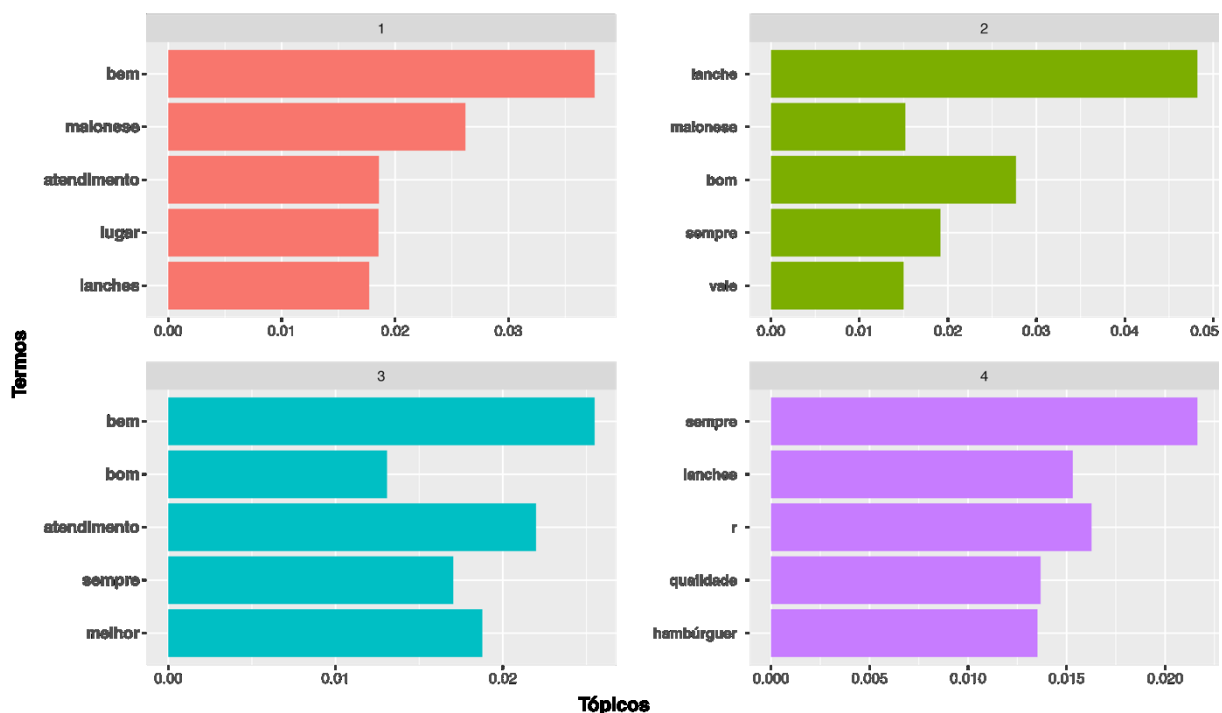 1
bem
maionese
atendimento
lugar
lanches
0.00 0.01 0.02 0.03
2
lanche
maionese
bom
sempre
vale
0.00 0.01 0.02 0.03 0.04 0.05
Termos
3
bem
bom
atendimento
sempre
melhor
0.00 0.01 0.02
4
sempre
lanches
r
qualidade
hambúrguer
0.000 0.005 0.010 0.015 0.020
Tópicos